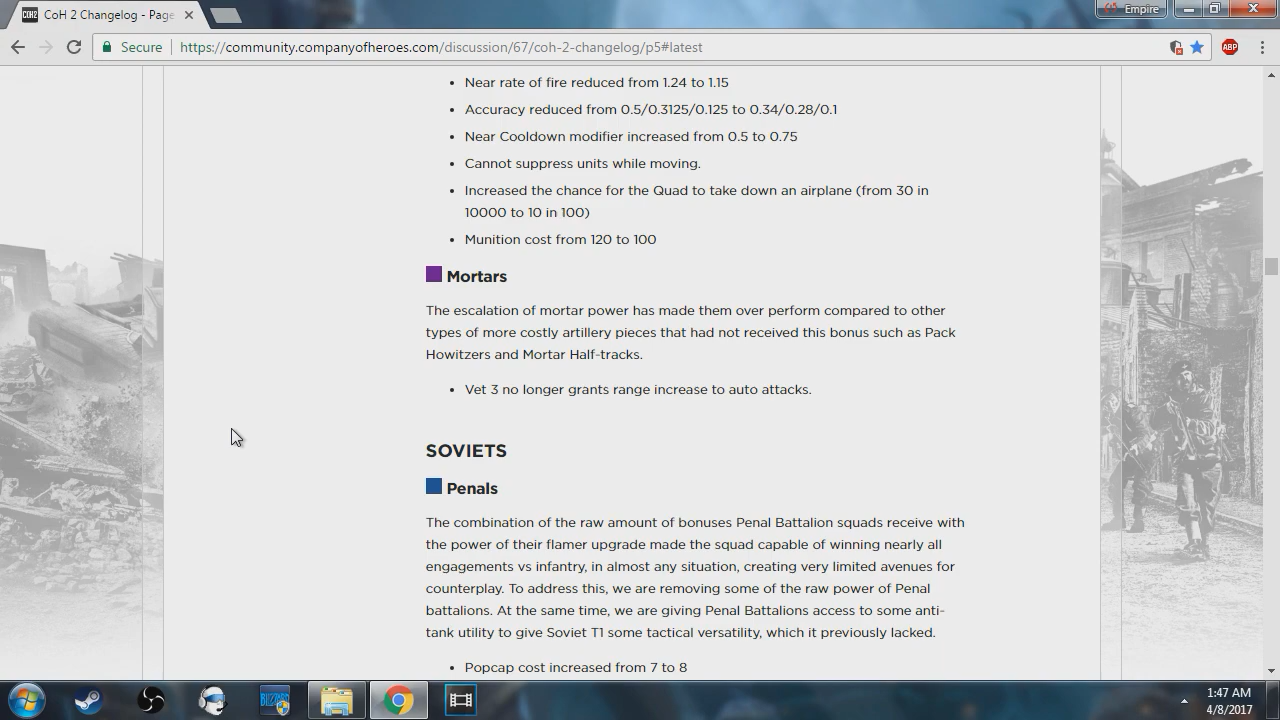 CoH 2 Changelog - Page
Empire
Secure
https://community.companyofheroes.com/discussion/67/coh-2-changelog/p5#latest
ABP
• Near rate of fire reduced from 1.24 to 1.15
• Accuracy reduced from 0.5/0.3125/0.125 to 0.34/0.28/0.1
• Near Cooldown modifier increased from 0.5 to 0.75
• Cannot suppress units while moving.
• Increased the chance for the Quad to take down an airplane (from 30 in
10000 to 10 in 100)
• Munition cost from 120 to 100
Mortars
The escalation of mortar power has made them over perform compared to other
types of more costly artillery pieces that had not received this bonus such as Pack
Howitzers and Mortar Half-tracks.
• Vet 3 no longer grants range increase to auto attacks.
SOVIETS
Penals
The combination of the raw amount of bonuses Penal Battalion squads receive with
the power of their flamer upgrade made the squad capable of winning nearly all
engagements vs infantry, in almost any situation, creating very limited avenues for
counterplay. To address this, we are removing some of the raw power of Penal
battalions. At the same time, we are giving Penal Battalions access to some anti-
tank utility to give Soviet T1 some tactical versatility, which it previously lacked.
• Popcap cost increased from 7 to 8
BLIZZARD
1:47 AM
4/8/2017